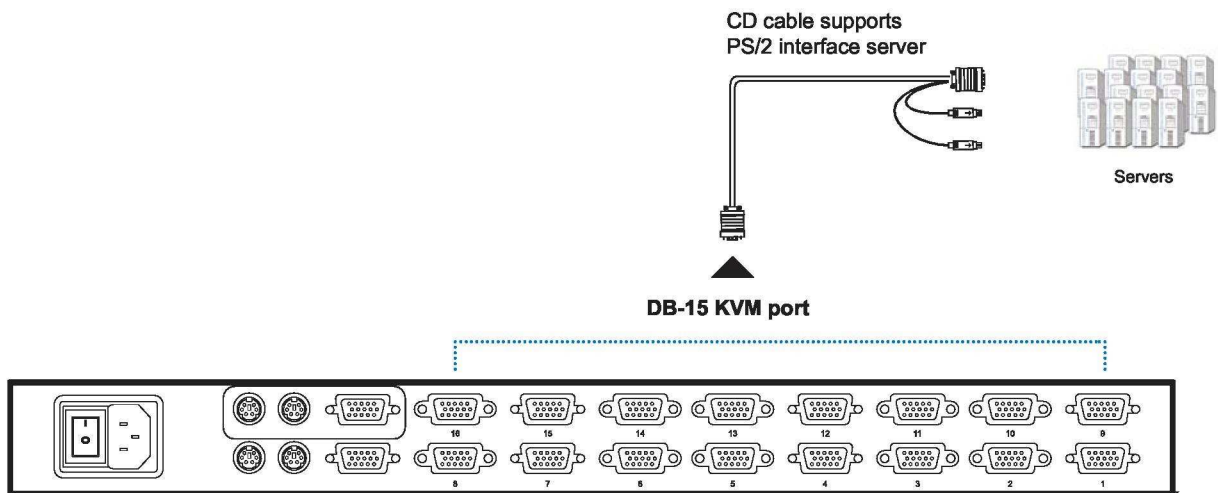 CD cable supports
PS/2 interface server
Servers
DB-15 KVM port
16 15 14 13 12 11 10 9
8 7 6 5 4 3 2 1